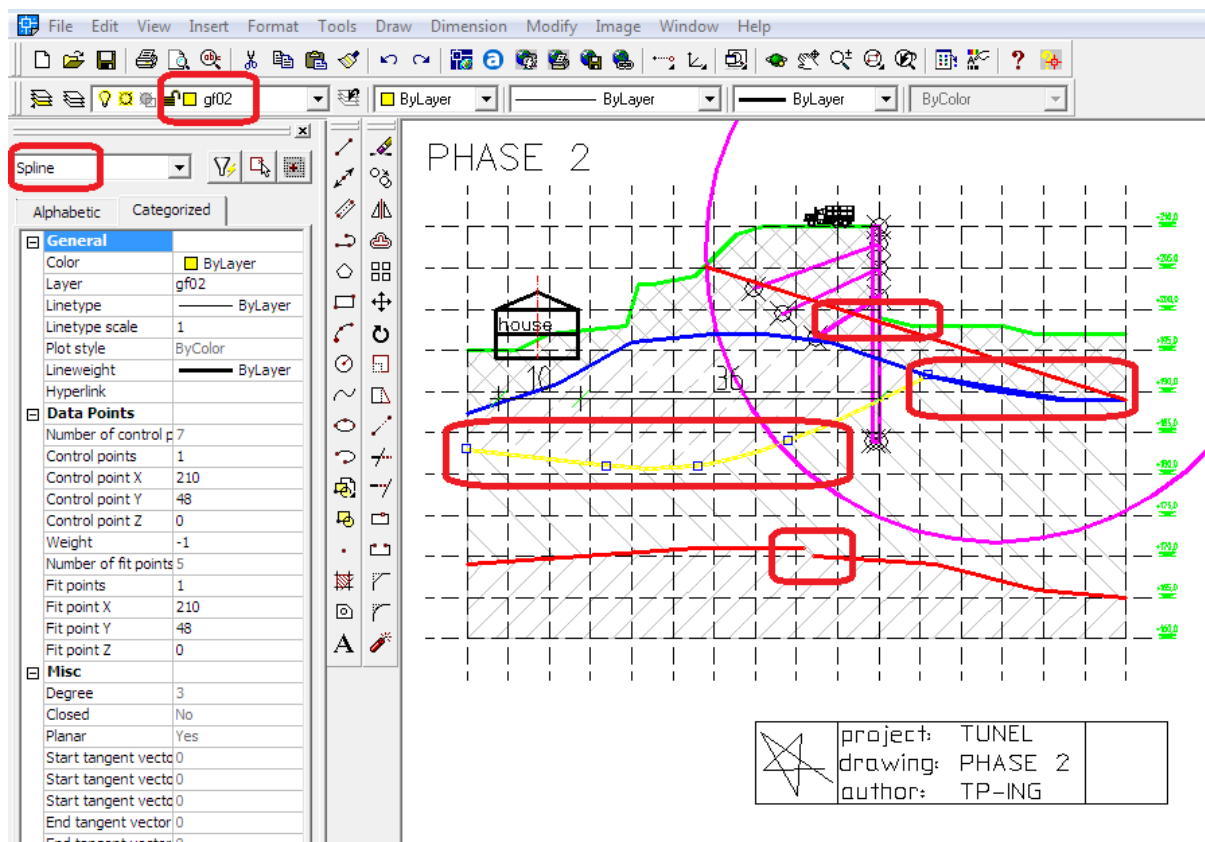 File Edit View Insert Format Tools Draw Dimension Modify Image Window Help
gf02 ByLayer ByLayer ByLayer ByColor
Spline
Alphabetic Categorized
General
Color ByLayer
Layer gf02
Linetype ByLayer
Linetype scale 1
Plot style ByColor
Lineweight ByLayer
Hyperlink
Data Points
Number of control p 7
Control points 1
Control point X 210
Control point Y 48
Control point Z 0
Weight -1
Number of fit points 5
Fit points 1
Fit point X 210
Fit point Y 48
Fit point Z 0
Misc
Degree 3
Closed No
Planar Yes
Start tangent vecto 0
Start tangent vecto 0
Start tangent vecto 0
End tangent vector 0
PHASE 2
house
10
project: TUNEL
drawing: PHASE 2
author: TP-ING